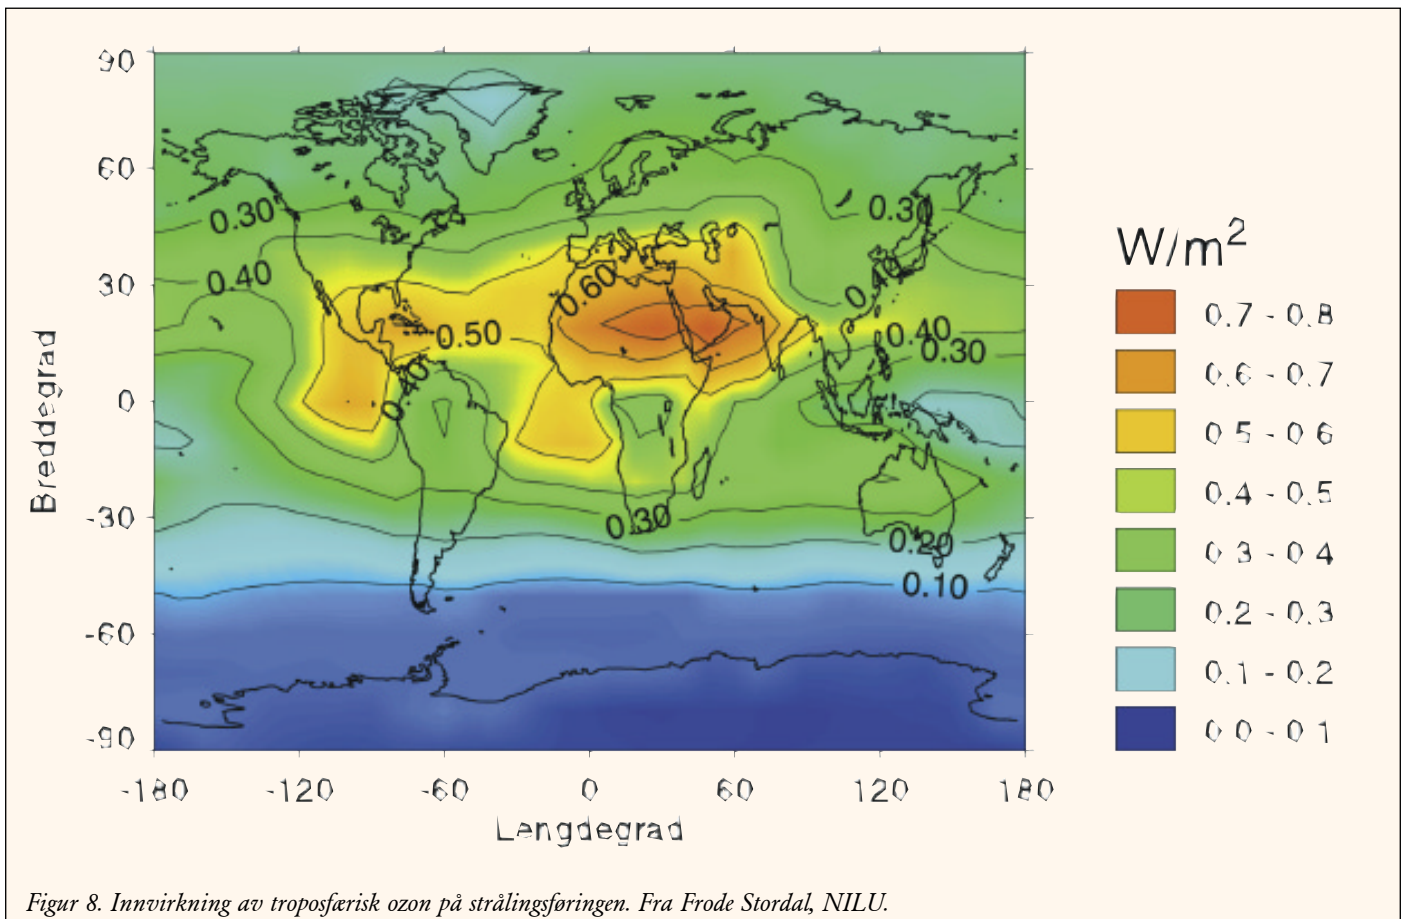 90
60
30
0
-30
-60
-90
Breddegrad
0.30
0.40
0.50
0.60
0.40
0.30
0.40
0.40
0.30
0.30
0.20
0.10
-180 -120 -60 0 60 120 180
Lengdegrad
W/m²
0.7 - 0.8
0.6 - 0.7
0.5 - 0.6
0.4 - 0.5
0.3 - 0.4
0.2 - 0.3
0.1 - 0.2
0.0 - 0.1
Figur 8. Innvirkning av troposfærisk ozon på strålingsføringen. Fra Frode Stordal, NILU.